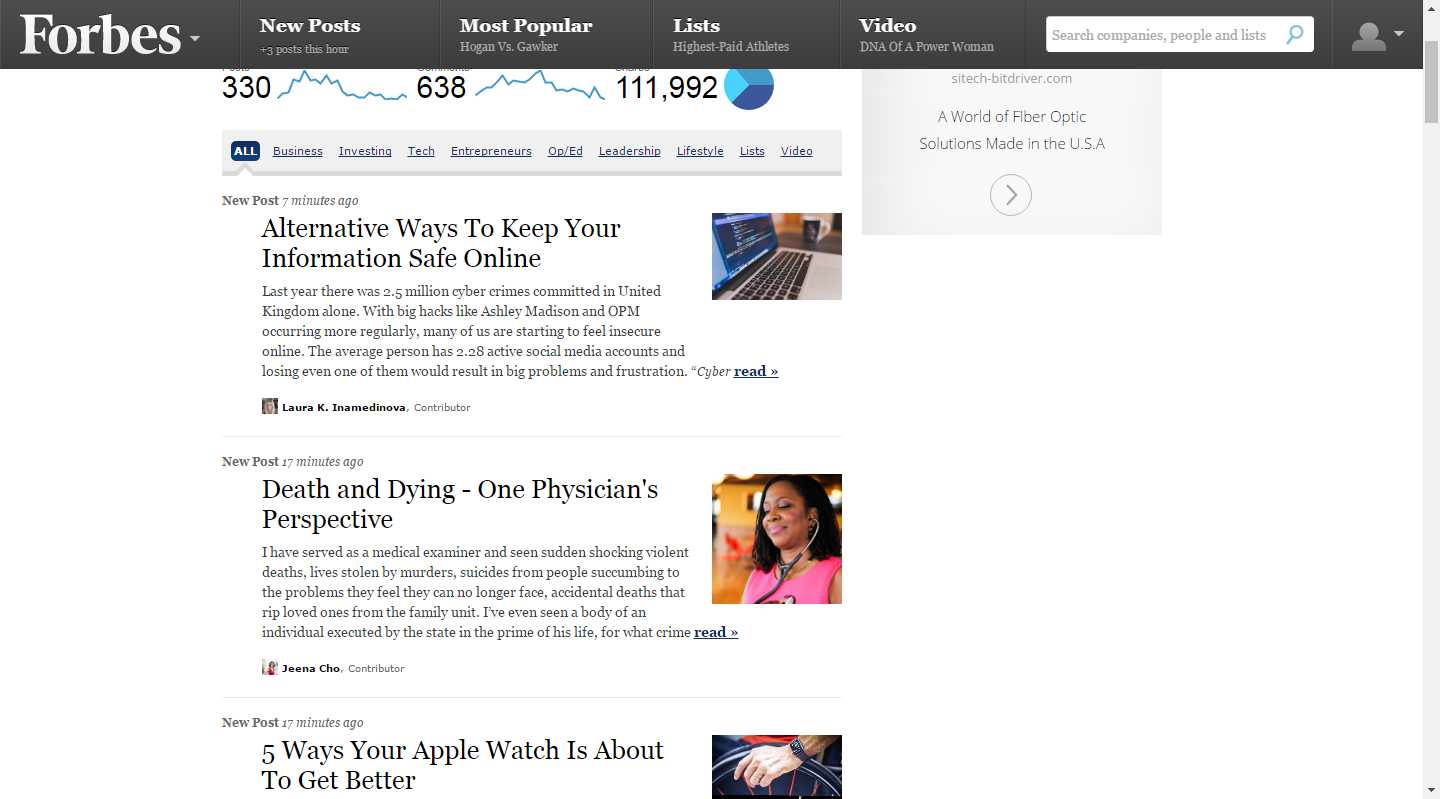 Forbes
New Posts
+3 posts this hour
Most Popular
Hogan Vs. Gawker
Lists
Highest-Paid Athletes
Video
DNA Of A Power Woman
Search companies, people and lists
330
638
111,992
sitech-bitdriver.com
A World of Fiber Optic
Solutions Made in the U.S.A
ALL Business Investing Tech Entrepreneurs Op/Ed Leadership Lifestyle Lists Video
New Post 7 minutes ago
Alternative Ways To Keep Your
Information Safe Online
Last year there was 2.5 million cyber crimes committed in United
Kingdom alone. With big hacks like Ashley Madison and OPM
occurring more regularly, many of us are starting to feel insecure
online. The average person has 2.28 active social media accounts and
losing even one of them would result in big problems and frustration. “Cyber read »
Laura K. Inamedinova, Contributor
New Post 17 minutes ago
Death and Dying - One Physician's
Perspective
I have served as a medical examiner and seen sudden shocking violent
deaths, lives stolen by murders, suicides from people succumbing to
the problems they feel they can no longer face, accidental deaths that
rip loved ones from the family unit. I’ve even seen a body of an
individual executed by the state in the prime of his life, for what crime read »
Jeena Cho, Contributor
New Post 17 minutes ago
5 Ways Your Apple Watch Is About
To Get Better